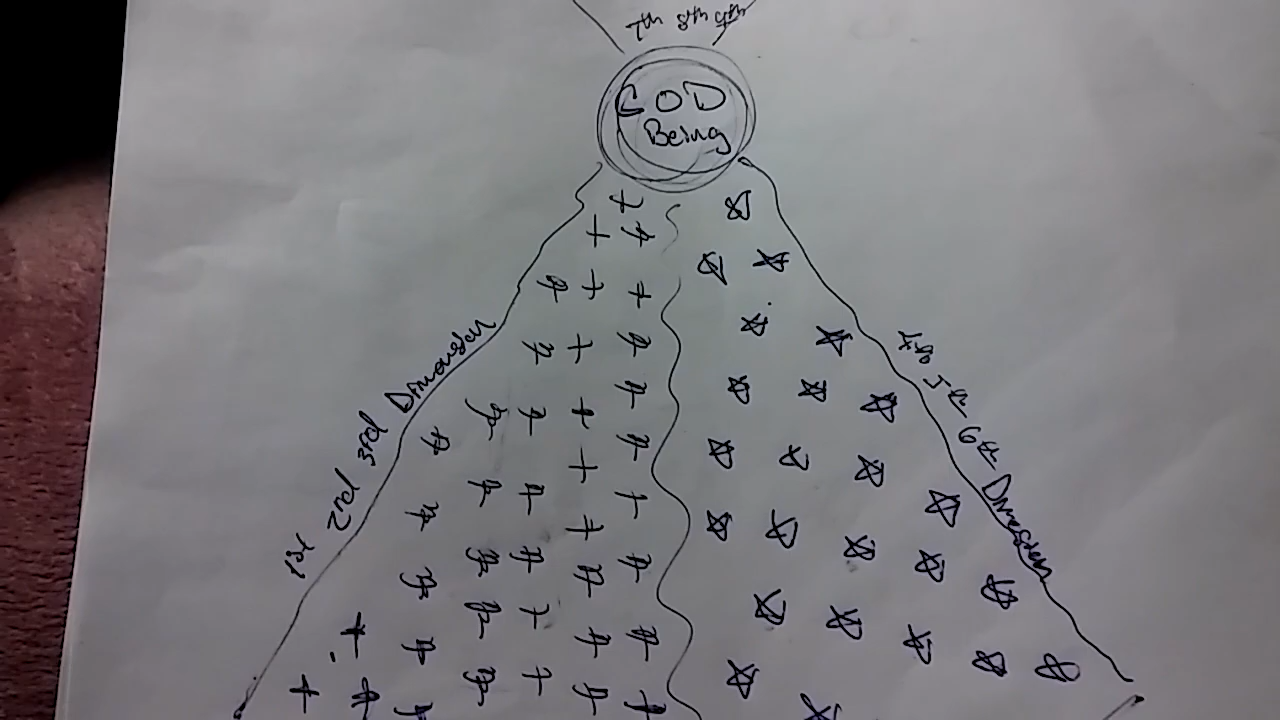 7th 8th 9th
GOD
Being
1st 2nd 3rd Dimension
4th 5th 6th Dimension